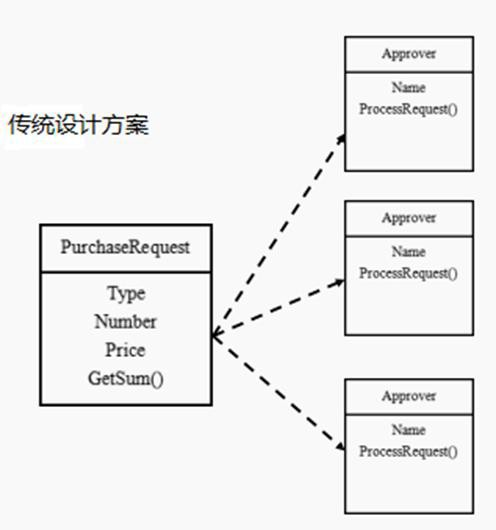 传统设计方案
PurchaseRequest
Type
Number
Price
GetSum()
Approver
Name
ProcessRequest()
Approver
Name
ProcessRequest()
Approver
Name
ProcessRequest()